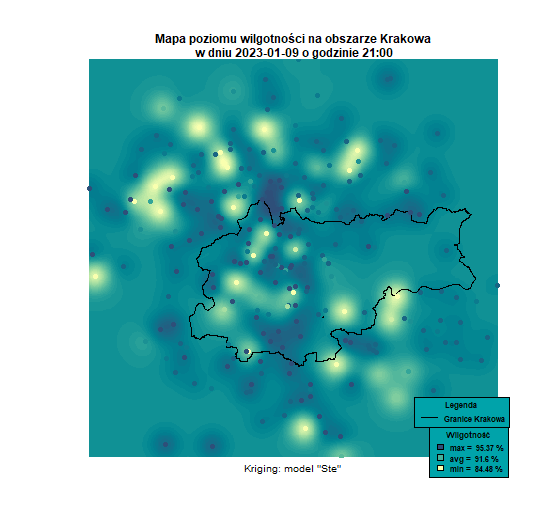 Mapa poziomu wilgotności na obszarze Krakowa
w dniu 2023-01-09 o godzinie 21:00
Legenda
Granice Krakowa
Wilgotność
max = 95.37 %
avg = 91.6 %
min = 84.48 %
Kriging: model "Ste"